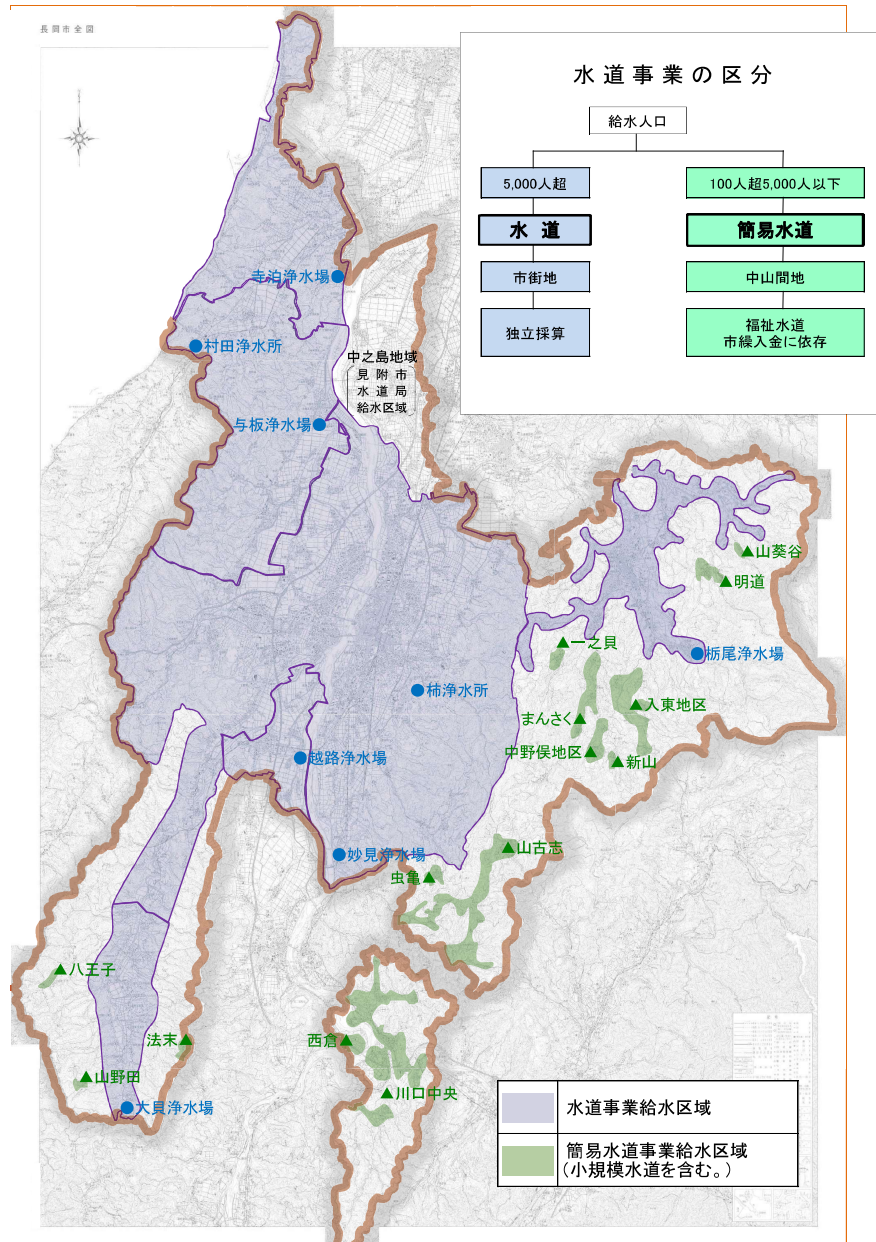 長岡市全図
水道事業の区分
給水人口
5,000人超
100人超5,000人以下
水道
簡易水道
市街地
中山間地
独立採算
福祉水道
市繰入金に依存
寺泊浄水場
村田浄水所
中之島地域
見附市
水道局
給水区域
与板浄水場
山葵谷
明道
一之貝
栃尾浄水場
柿浄水所
入東地区
まんさく
中野俣地区
新山
越路浄水場
山古志
妙見浄水場
虫亀
八王子
法末
西倉
山野田
川口中央
大貝浄水場
水道事業給水区域
簡易水道事業給水区域
（小規模水道を含む。）